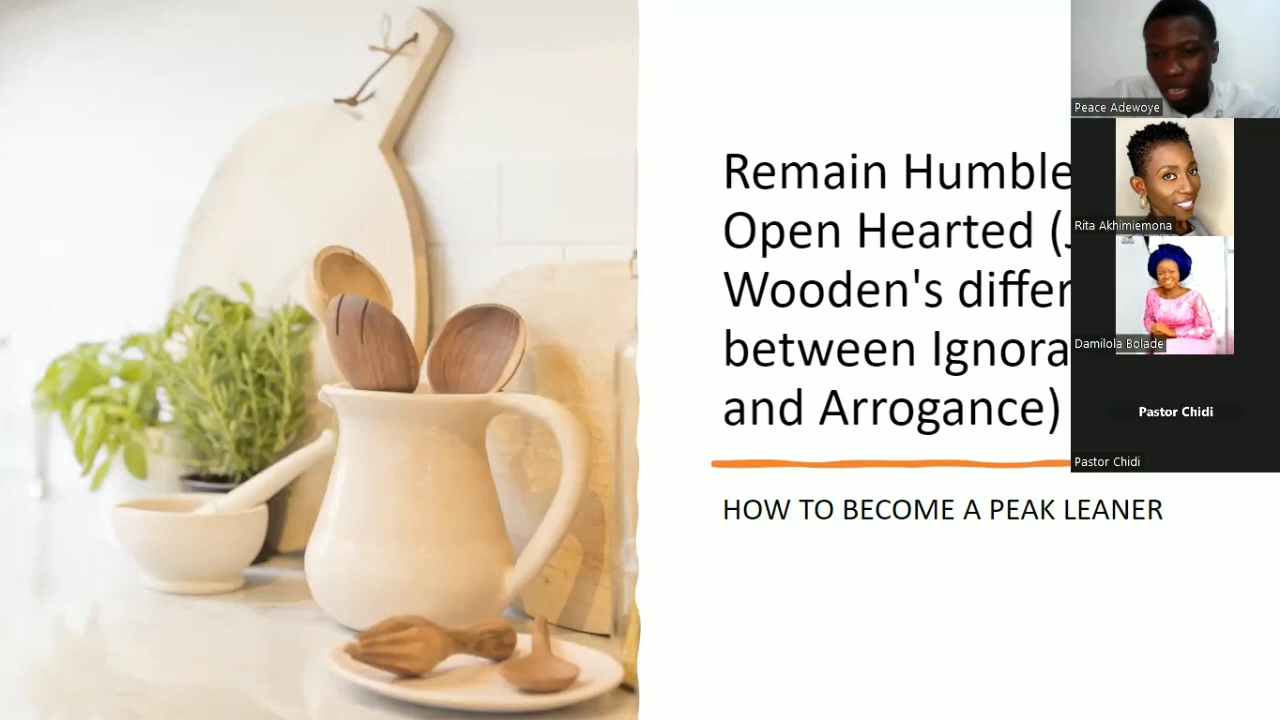 Remain Humble
Open Hearted (
Wooden's differ
between Ignora
and Arrogance)
HOW TO BECOME A PEAK LEANER
Peace Adewoye
Rita Akhimiemona
Damilola Bolade
Pastor Chidi
Pastor Chidi